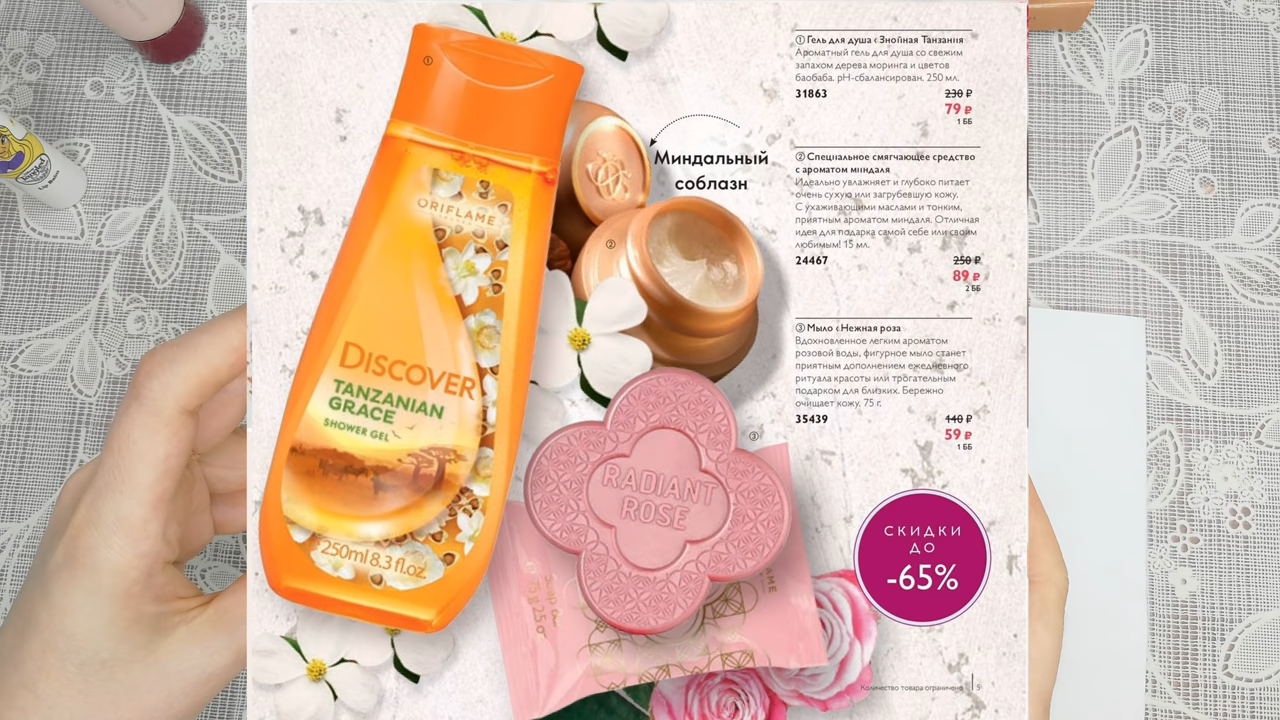 ①
ORIFLAME
DISCOVER
TANZANIAN
GRACE
SHOWER GEL
250ml 8.3 fl.oz.
Миндальный
соблазн
②
③
RADIANT
ROSE
① Гель для душа «Знойная Танзания
Ароматный гель для душа со свежим
запахом дерева моринга и цветов
баобаба. pH-сбалансирован. 250 мл.
31863 230 ₽
79 ₽
1 ББ
② Специальное смягчающее средство
с ароматом миндаля
Идеально увлажняет и глубоко питает
очень сухую или загрубевшую кожу.
С ухаживающими маслами и тонким,
приятным ароматом миндаля. Отличная
идея для подарка самой себе или своим
любимым! 15 мл.
24467 250 ₽
89 ₽
2 ББ
③ Мыло «Нежная роза
Вдохновленное легким ароматом
розовой воды, фигурное мыло станет
приятным дополнением ежедневного
ритуала красоты или трогательным
подарком для близких. Бережно
очищает кожу. 75 г.
35439 140 ₽
59 ₽
1 ББ
СКИДКИ
ДО
-65%
Количество товара ограничено 5